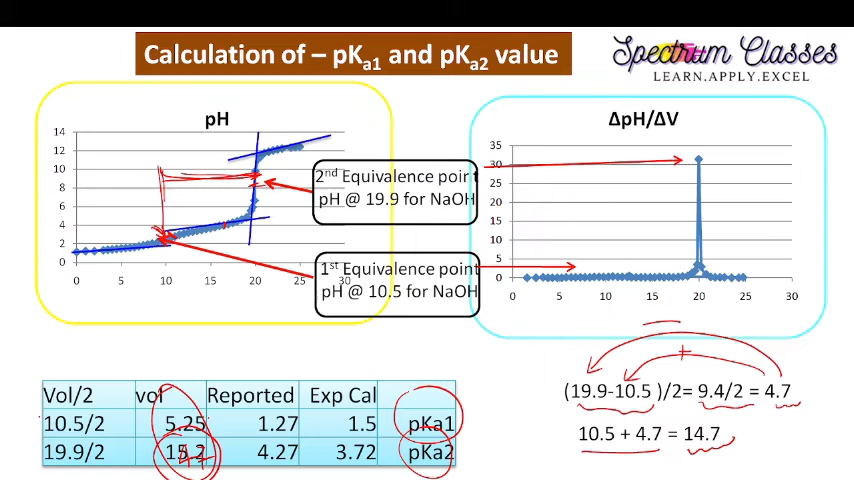 Calculation of – pKa1 and pKa2 value
Spectrum Classes
LEARN.APPLY.EXCEL
pH
14
12
10
8
6
4
2
0
0 5 10 15 20 25 30
2nd Equivalence point
pH @ 19.9 for NaOH
1st Equivalence point
pH @ 10.5 for NaOH
ΔpH/ΔV
35
30
25
20
15
10
5
0
0 5 10 15 20 25 30
Vol/2 vol Reported Exp Cal
10.5/2 5.25 1.27 1.5 pKa1
19.9/2 15.2 4.27 3.72 pKa2
14.7
(19.9-10.5 )/2= 9.4/2 = 4.7
10.5 + 4.7 = 14.7